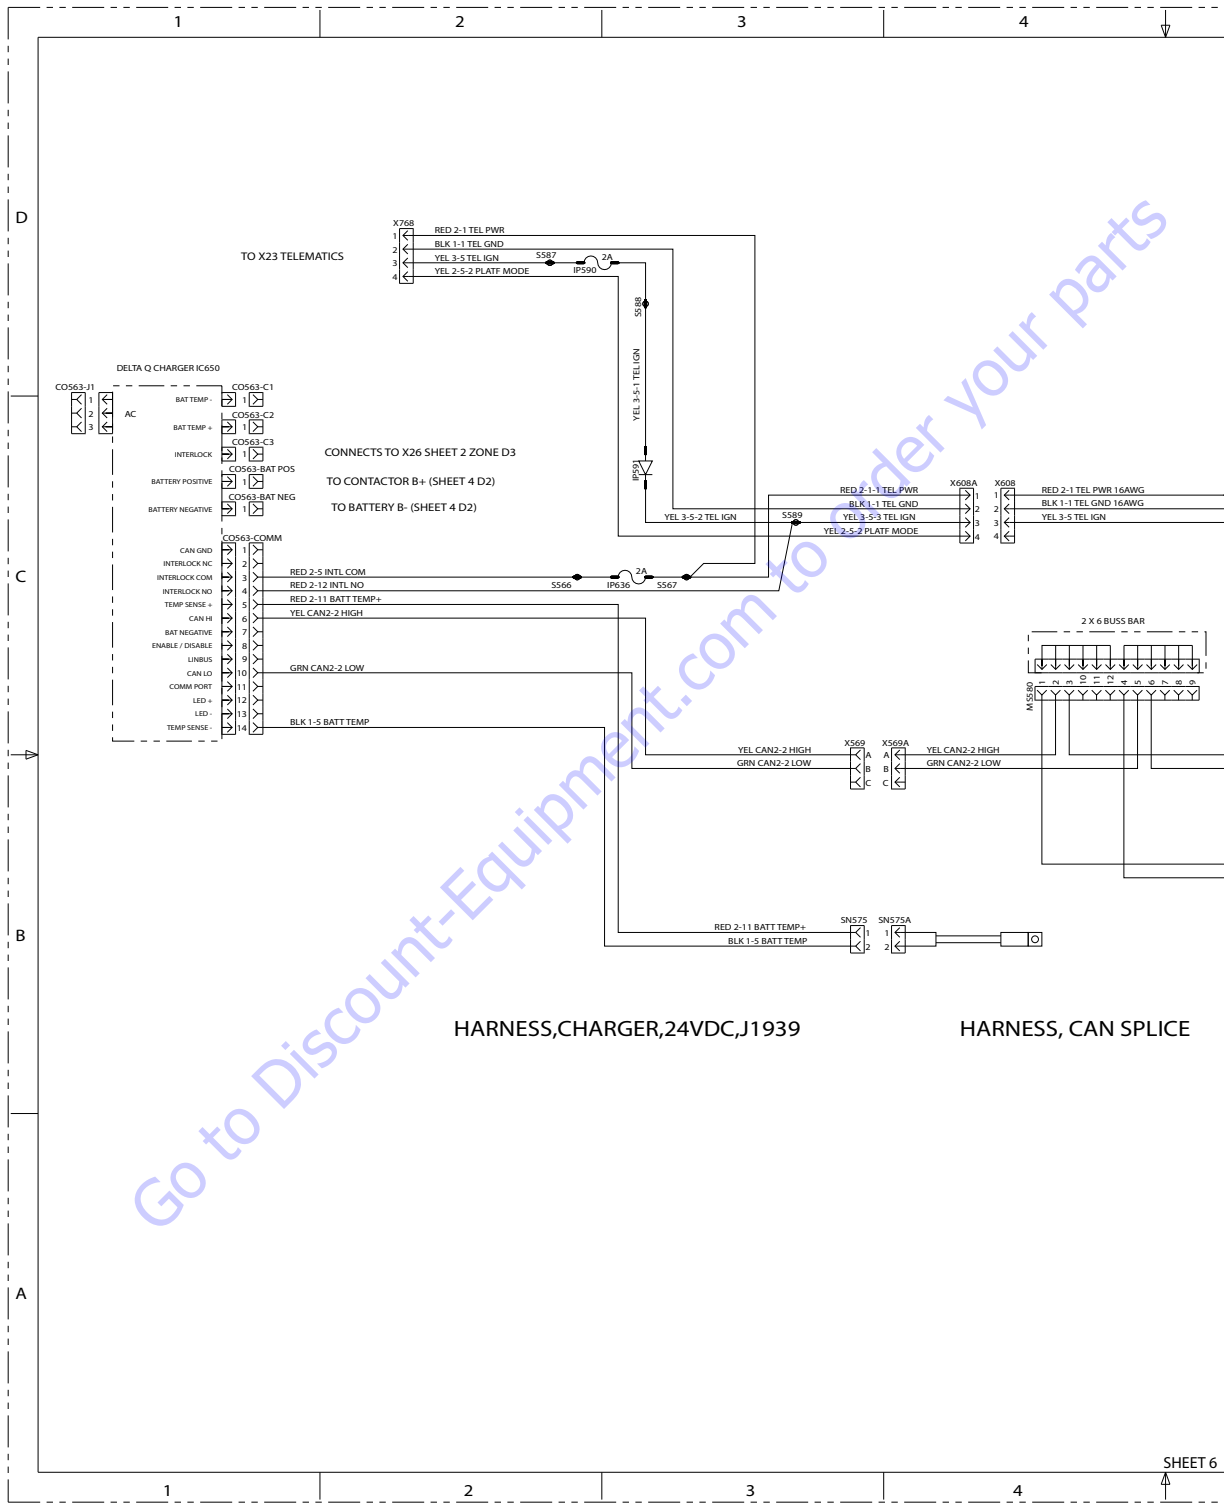 1 2 3 4
D
X768
1 RED 2-1 TEL PWR
2 BLK 1-1 TEL GND
3 YEL 3-5 TEL IGN S587 IP590 2A
4 YEL 2-5-2 PLATF MODE
TO X23 TELEMATICS
S588
YEL 3-5-1 TEL IGN
IP591
DELTA Q CHARGER IC650
CO563-J1
1
2
3
AC
BAT TEMP - 1 CO563-C1
BAT TEMP + 1 CO563-C2
INTERLOCK 1 CO563-C3
CONNECTS TO X26 SHEET 2 ZONE D3
BATTERY POSITIVE 1 CO563-BAT POS
TO CONTACTOR B+ (SHEET 4 D2)
BATTERY NEGATIVE 1 CO563-BAT NEG
TO BATTERY B- (SHEET 4 D2)
X608A X608
RED 2-1-1 TEL PWR 1 1 RED 2-1 TEL PWR 16AWG
BLK 1-1 TEL GND 2 2 BLK 1-1 TEL GND 16AWG
YEL 3-5-2 TEL IGN S589 YEL 3-5-3 TEL IGN 3 3 YEL 3-5 TEL IGN
YEL 2-5-2 PLATF MODE 4 4
C
CO563-COMM
CAN GND 1
INTERLOCK NC 2
INTERLOCK COM 3 RED 2-5 INTL COM S566 IP636 2A S567
INTERLOCK NO 4 RED 2-12 INTL NO
TEMP SENSE + 5 RED 2-11 BATT TEMP+
CAN HI 6 YEL CAN2-2 HIGH
BAT NEGATIVE 7
ENABLE / DISABLE 8
LINBUS 9
CAN LO 10 GRN CAN2-2 LOW
COMM PORT 11
LED + 12
LED - 13
TEMP SENSE - 14 BLK 1-5 BATT TEMP
2 X 6 BUSS BAR
MS580
1 2 3 10 11 12 4 5 6 7 8 9
X569 X569A
YEL CAN2-2 HIGH A A YEL CAN2-2 HIGH
GRN CAN2-2 LOW B B GRN CAN2-2 LOW
C C
B
SN575 SN575A
RED 2-11 BATT TEMP+ 1 1
BLK 1-5 BATT TEMP 2 2
HARNESS,CHARGER,24VDC,J1939
HARNESS, CAN SPLICE
Go to Discount-Equipment.com to order your parts
A
SHEET 6
1 2 3 4